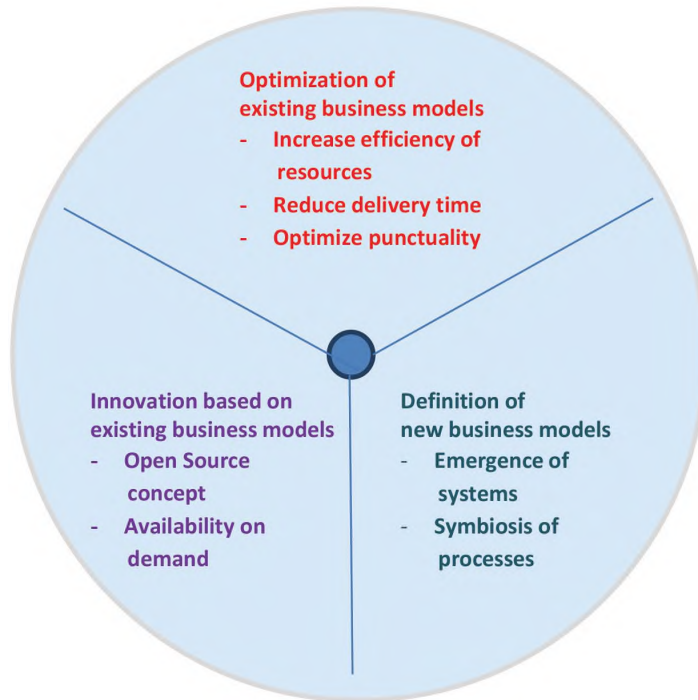 Optimization of
existing business models
- Increase efficiency of
resources
- Reduce delivery time
- Optimize punctuality
Innovation based on
existing business models
- Open Source
concept
- Availability on
demand
Definition of
new business models
- Emergence of
systems
- Symbiosis of
processes